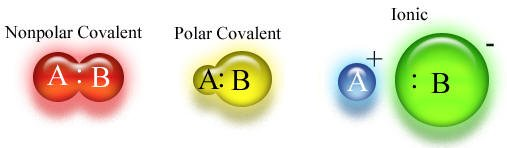 Nonpolar Covalent
A : B
Polar Covalent
A : B
Ionic
A +
: B -